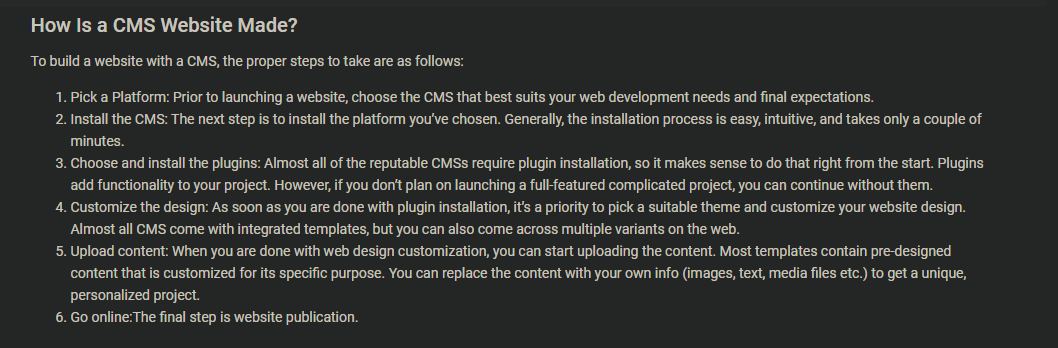 How Is a CMS Website Made?
To build a website with a CMS, the proper steps to take are as follows:
1. Pick a Platform: Prior to launching a website, choose the CMS that best suits your web development needs and final expectations.
2. Install the CMS: The next step is to install the platform you’ve chosen. Generally, the installation process is easy, intuitive, and takes only a couple of
minutes.
3. Choose and install the plugins: Almost all of the reputable CMSs require plugin installation, so it makes sense to do that right from the start. Plugins
add functionality to your project. However, if you don’t plan on launching a full-featured complicated project, you can continue without them.
4. Customize the design: As soon as you are done with plugin installation, it’s a priority to pick a suitable theme and customize your website design.
Almost all CMS come with integrated templates, but you can also come across multiple variants on the web.
5. Upload content: When you are done with web design customization, you can start uploading the content. Most templates contain pre-designed
content that is customized for its specific purpose. You can replace the content with your own info (images, text, media files etc.) to get a unique,
personalized project.
6. Go online:The final step is website publication.